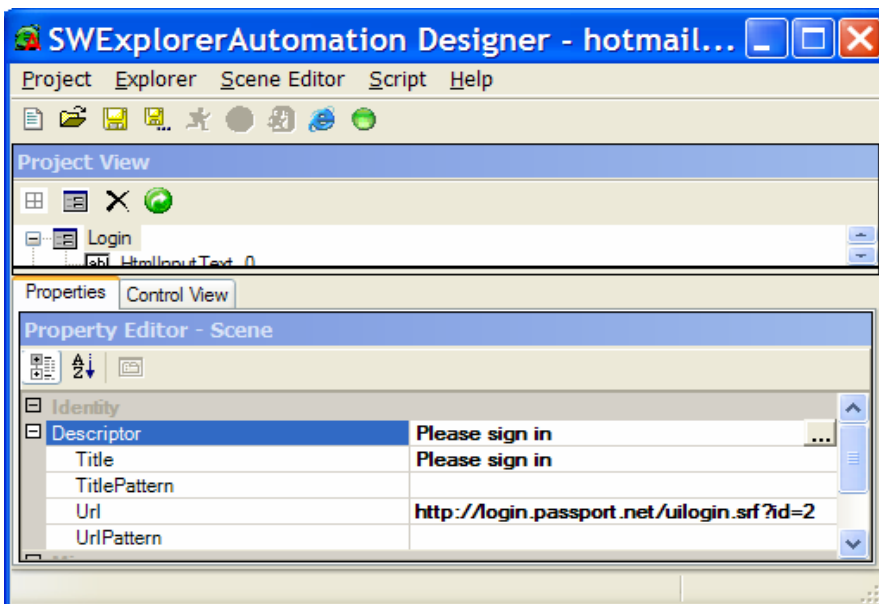 SWExplorerAutomation Designer - hotmail...
Project Explorer Scene Editor Script Help
Project View
Login
HtmlInputText_0
Properties Control View
Property Editor - Scene
Identity
Descriptor Please sign in ...
Title Please sign in
TitlePattern
Url http://login.passport.net/uilogin.srf?id=2
UrlPattern